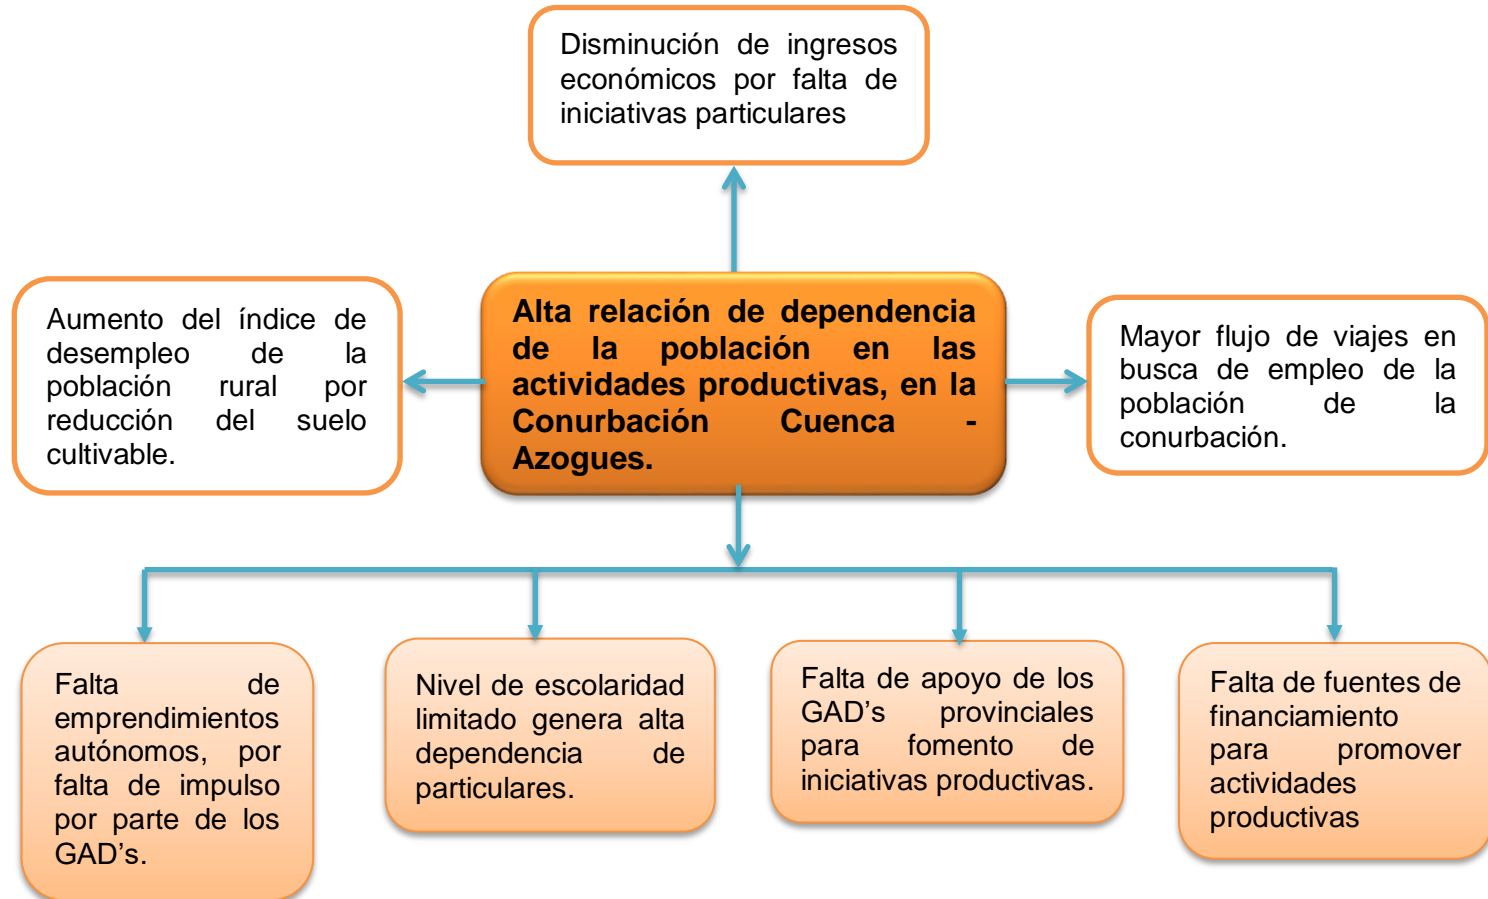 Disminución de ingresos
económicos por falta de
iniciativas particulares
Aumento del índice de
desempleo de la
población rural por
reducción del suelo
cultivable.
Alta relación de dependencia
de la población en las
actividades productivas, en la
Conurbación Cuenca -
Azogues.
Mayor flujo de viajes en
busca de empleo de la
población de la
conurbación.
Falta de
emprendimientos
autónomos, por
falta de impulso
por parte de los
GAD’s.
Nivel de escolaridad
limitado genera alta
dependencia de
particulares.
Falta de apoyo de los
GAD’s provinciales
para fomento de
iniciativas productivas.
Falta de fuentes de
financiamiento
para promover
actividades
productivas